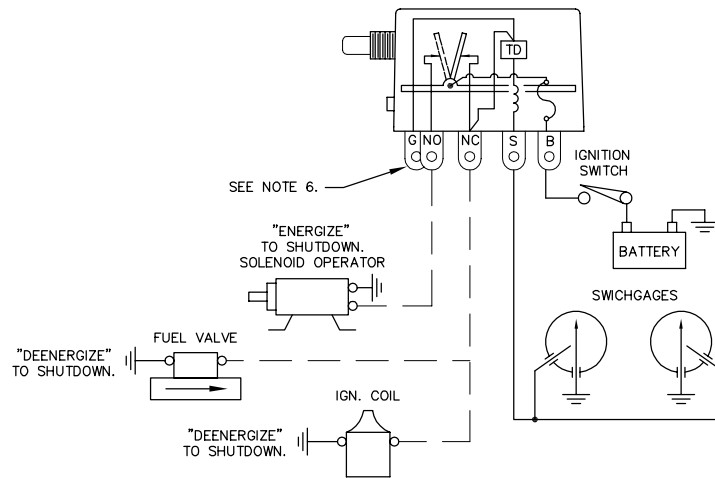 TD
G NO NC S B
SEE NOTE 6.
IGNITION
SWITCH
"ENERGIZE"
TO SHUTDOWN.
SOLENOID OPERATOR
BATTERY
SWICHGAGES
FUEL VALVE
"DEENERGIZE"
TO SHUTDOWN.
IGN. COIL
"DEENERGIZE"
TO SHUTDOWN.